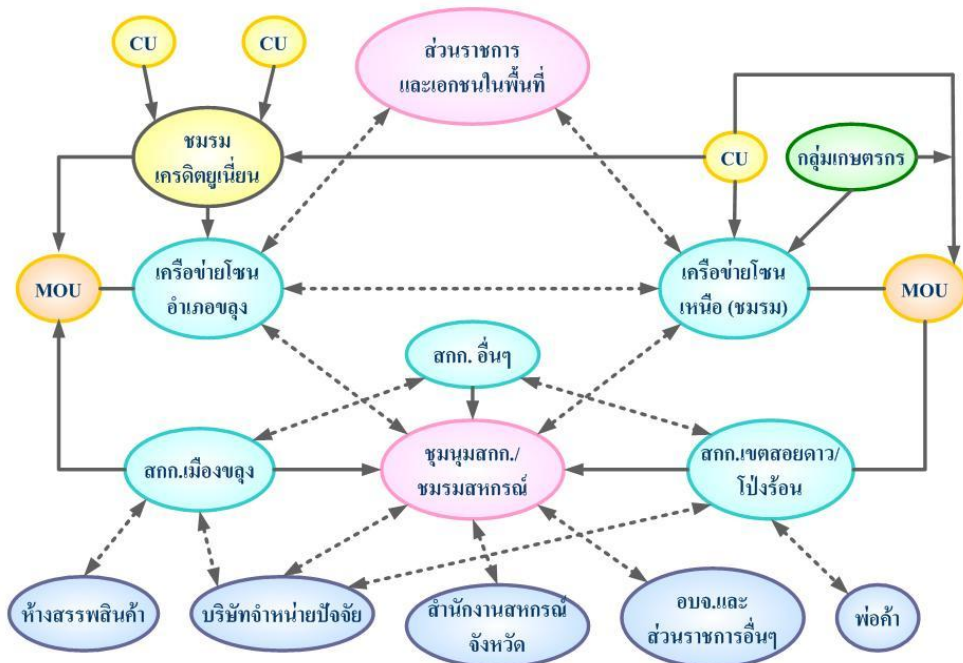 CU
CU
ส่วนราชการ
และเอกชนในพื้นที่
ชมรม
เครดิตยูเนี่ยน
CU
กลุ่มเกษตรกร
MOU
เครือข่ายโซน
อำเภอขลุง
เครือข่ายโซน
เหนือ (ชมรม)
MOU
สกก. อื่นๆ
สกก.เมืองขลุง
ชุมนุมสกก./
ชมรมสหกรณ์
สกก.เขตสอยดาว/
โป่งร้อน
ห้างสรรพสินค้า
บริษัทจำหน่ายปัจจัย
สำนักงานสหกรณ์
จังหวัด
อบจ.และ
ส่วนราชการอื่นๆ
พ่อค้า